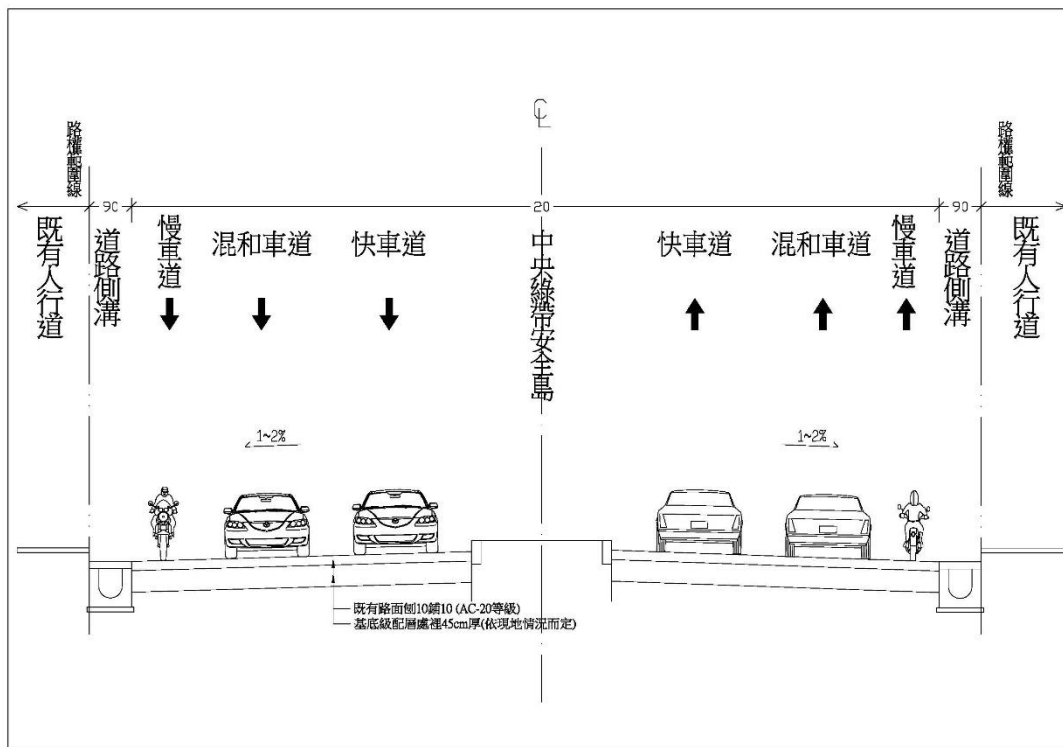 ℄
路權範圍線
路權範圍線
90
20
90
既有人行道
道路側溝
慢車道
混和車道
快車道
中央綠帶安全島
快車道
混和車道
慢車道
道路側溝
既有人行道
1~2%
1~2%
既有路面刨10鋪10 (AC-20等級)
基底級配層處裡45cm厚(依現地情況而定)